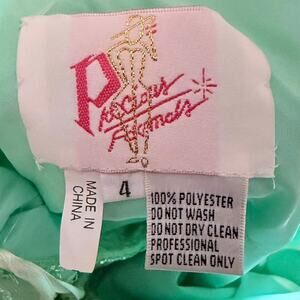 Precious
Formals
MADE IN
CHINA
4
100% POLYESTER
DO NOT WASH
DO NOT DRY CLEAN
PROFESSIONAL
SPOT CLEAN ONLY